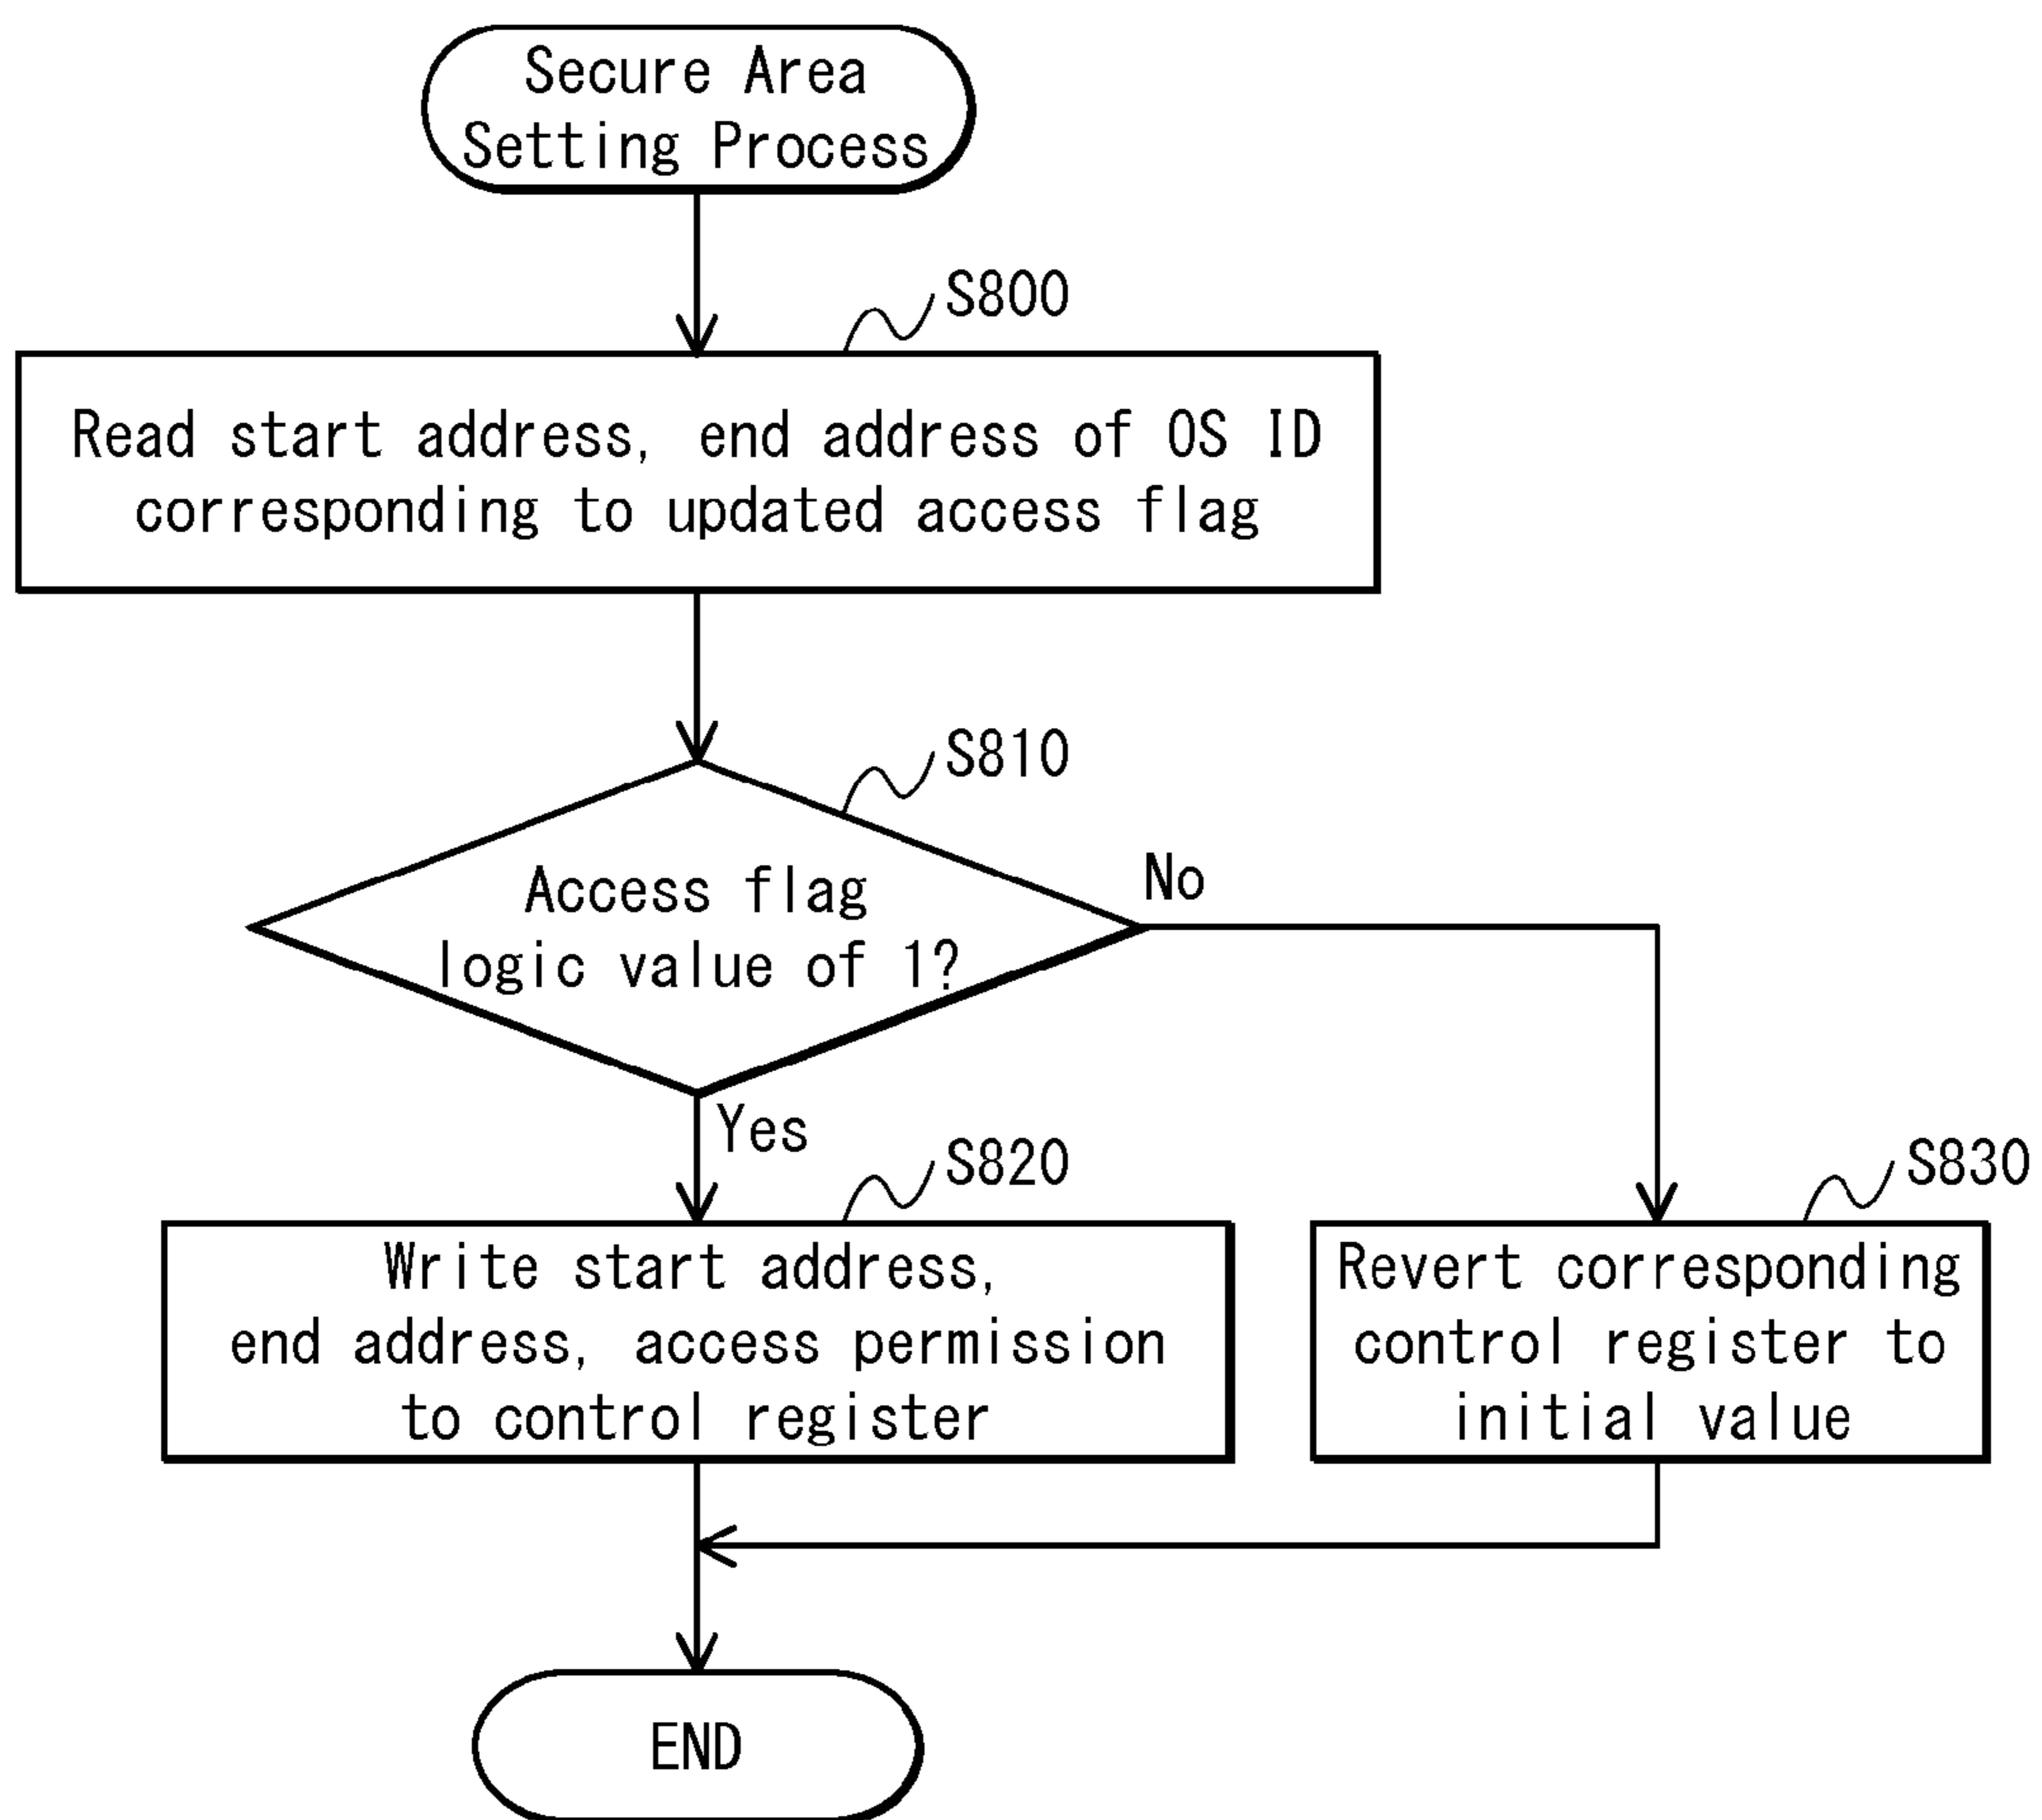 Secure Area
Setting Process
S800
Read start address, end address of OS ID
corresponding to updated access flag
S810
Access flag
logic value of 1?
No
Yes
S820
Write start address,
end address, access permission
to control register
S830
Revert corresponding
control register to
initial value
END